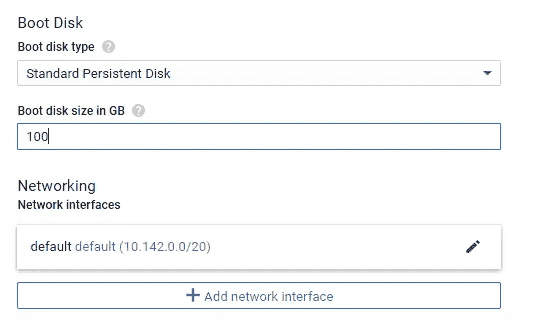 Boot Disk
Boot disk type ?
Standard Persistent Disk
Boot disk size in GB ?
100
Networking
Network interfaces
default default (10.142.0.0/20)
+ Add network interface